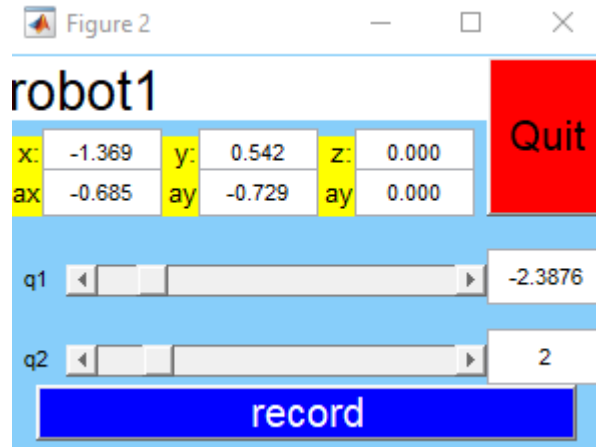 Figure 2
robot1
Quit
x: -1.369 y: 0.542 z: 0.000
ax -0.685 ay -0.729 ay 0.000
q1 -2.3876
q2 2
record